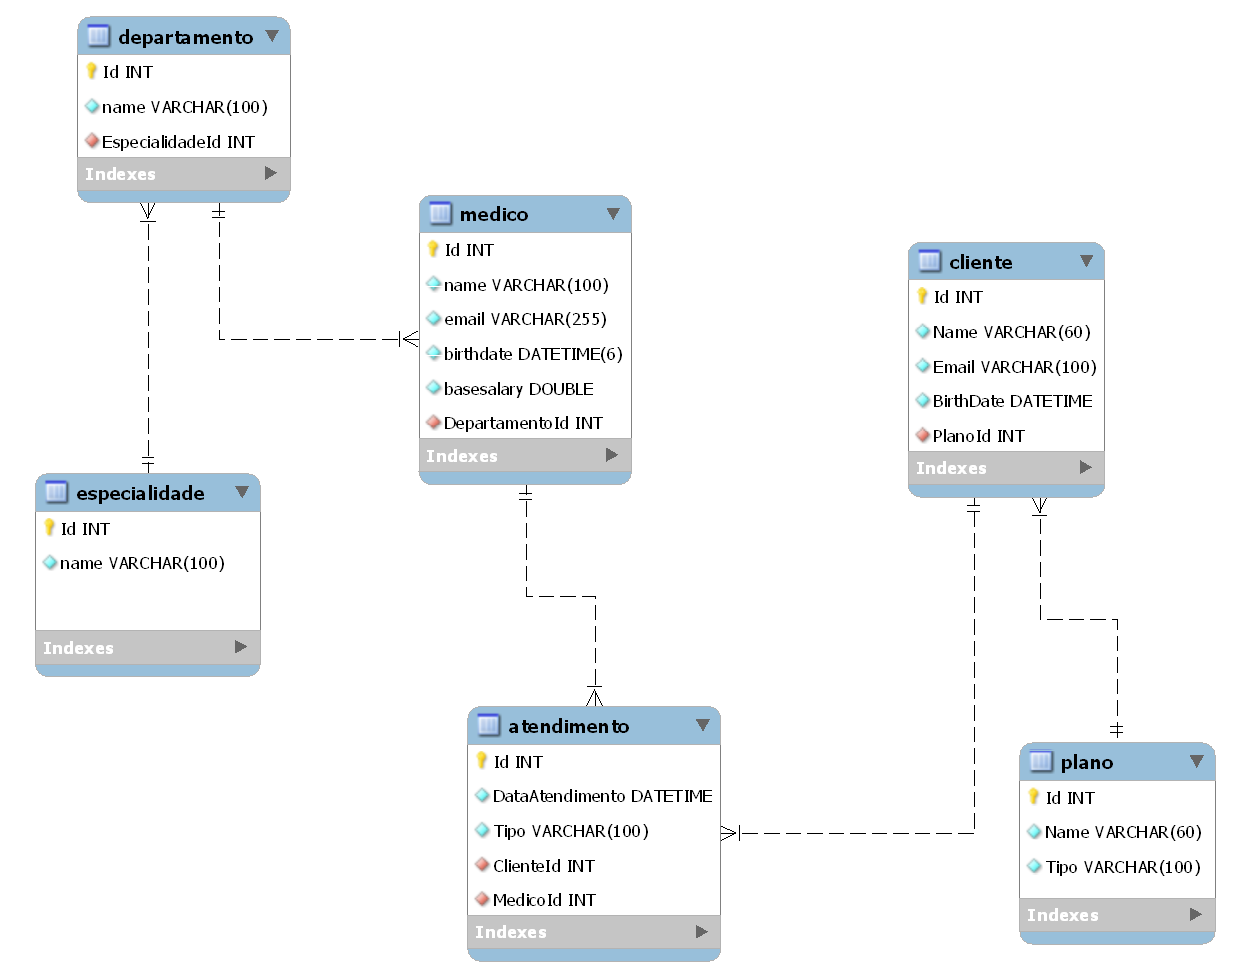 departamento
Id INT
name VARCHAR(100)
EspecialidadeId INT
Indexes
medico
Id INT
name VARCHAR(100)
email VARCHAR(255)
birthdate DATETIME(6)
basesalary DOUBLE
DepartamentoId INT
Indexes
cliente
Id INT
Name VARCHAR(60)
Email VARCHAR(100)
BirthDate DATETIME
PlanoId INT
Indexes
especialidade
Id INT
name VARCHAR(100)
Indexes
atendimento
Id INT
DataAtendimento DATETIME
Tipo VARCHAR(100)
ClienteId INT
MedicoId INT
Indexes
plano
Id INT
Name VARCHAR(60)
Tipo VARCHAR(100)
Indexes